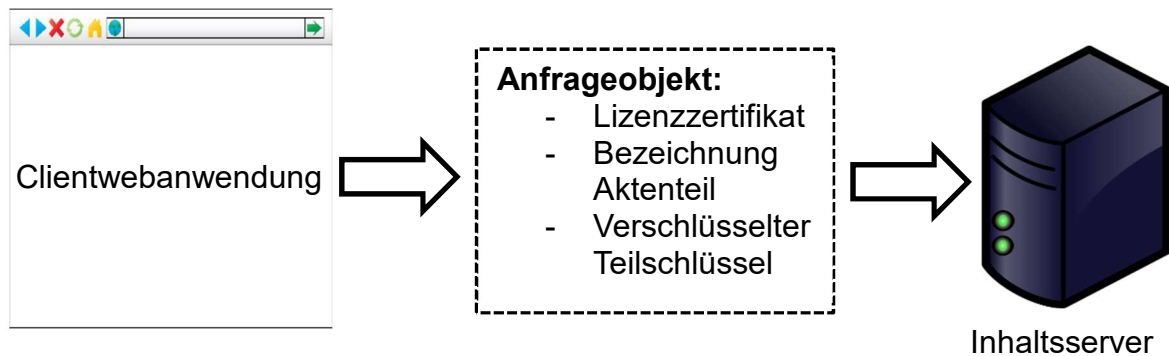 Clientwebanwendung
Anfrageobjekt:
- Lizenzzertifikat
- Bezeichnung
Aktenteil
- Verschlüsselter
Teilschlüssel
Inhaltsserver